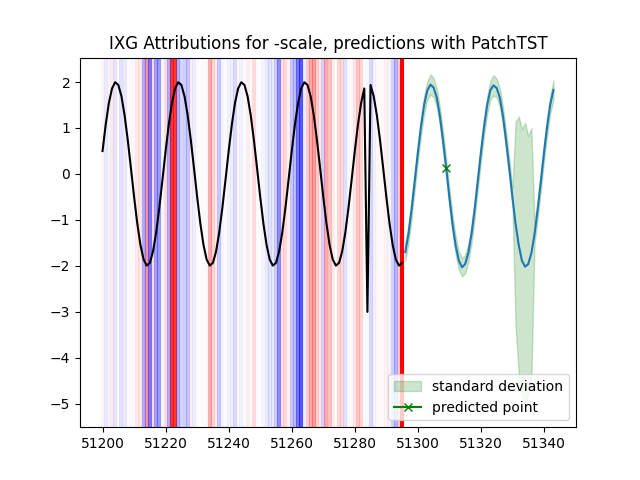 IXG Attributions for -scale, predictions with PatchTST
2
1
0
−1
−2
−3
−4
−5
standard deviation
predicted point
51200 51220 51240 51260 51280 51300 51320 51340